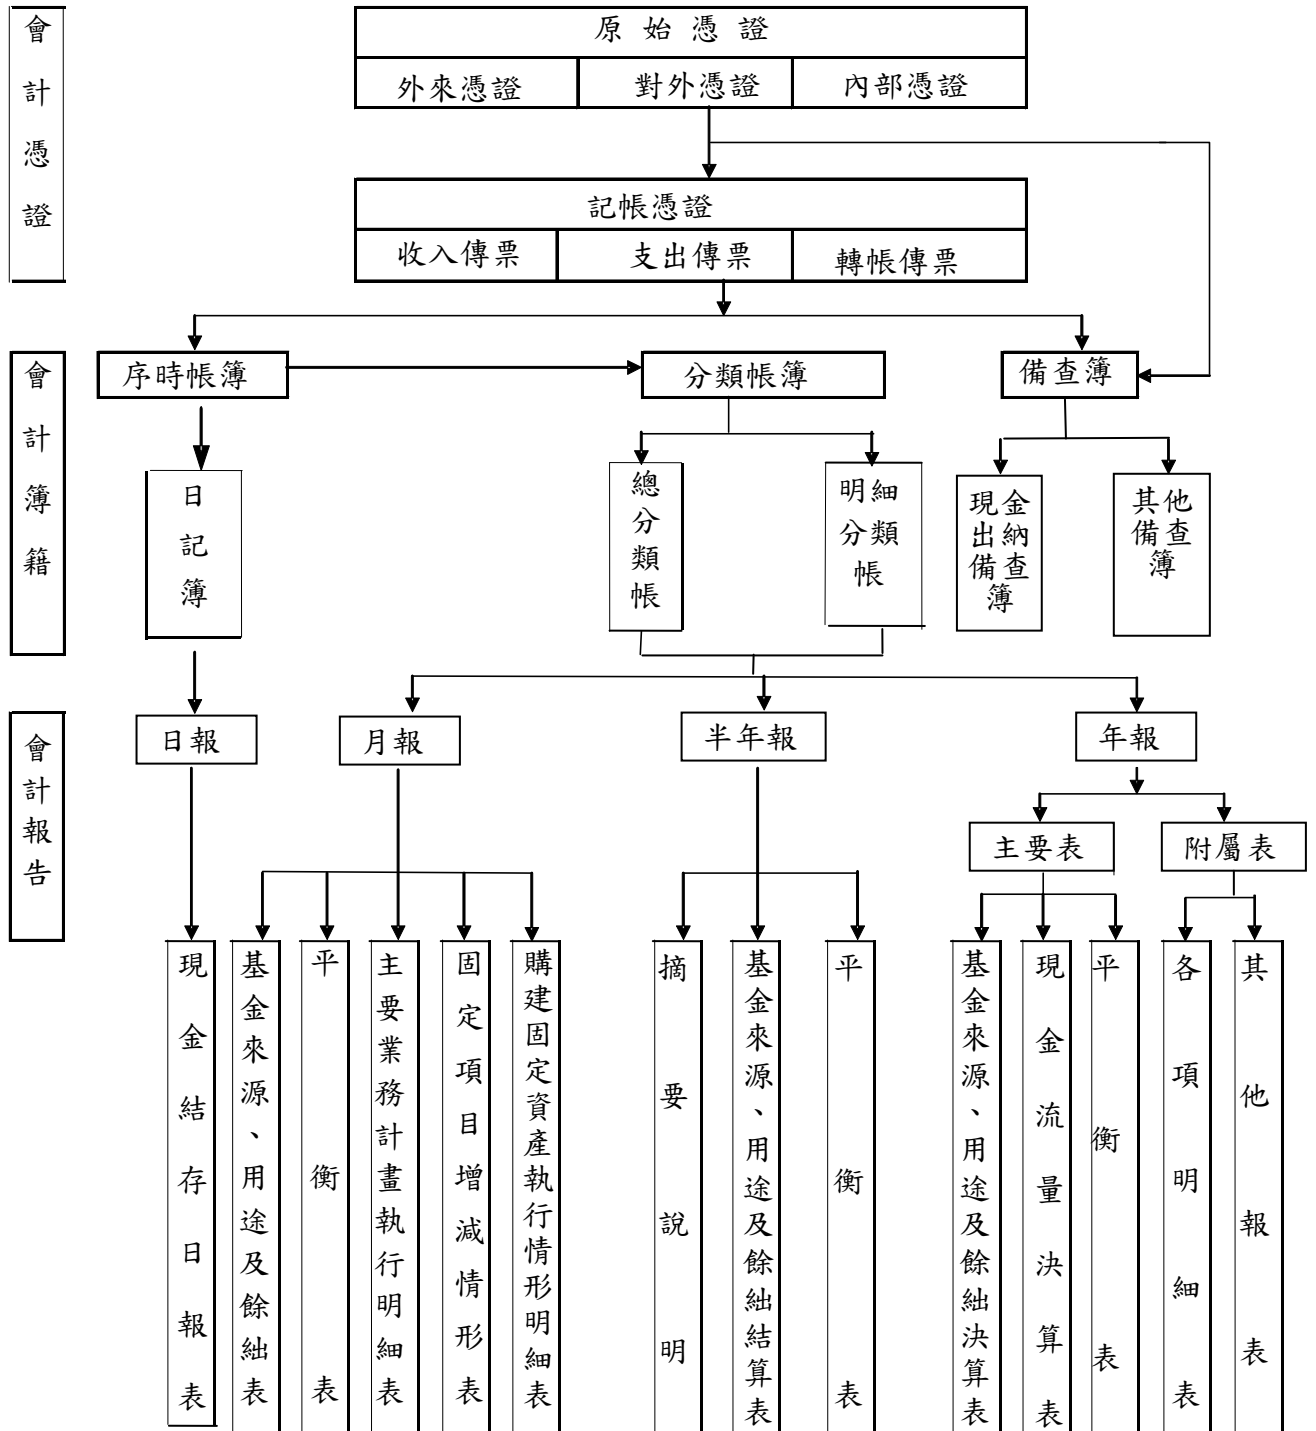 會計憑證
原始憑證
外來憑證
對外憑證
內部憑證
記帳憑證
收入傳票
支出傳票
轉帳傳票
會計簿籍
序時帳簿
分類帳簿
備查簿
日記簿
總分類帳
明細分類帳
現金出納備查簿
其他備查簿
會計報告
日報
月報
半年報
年報
主要表
附屬表
現金結存日報表
基金來源、用途及餘絀表
平衡表
主要業務計畫執行明細表
固定項目增減情形表
購建固定資產執行情形明細表
摘要說明
基金來源、用途及餘絀結算表
平衡表
基金來源、用途及餘絀決算表
現金流量決算表
平衡表
各項明細表
其他報表